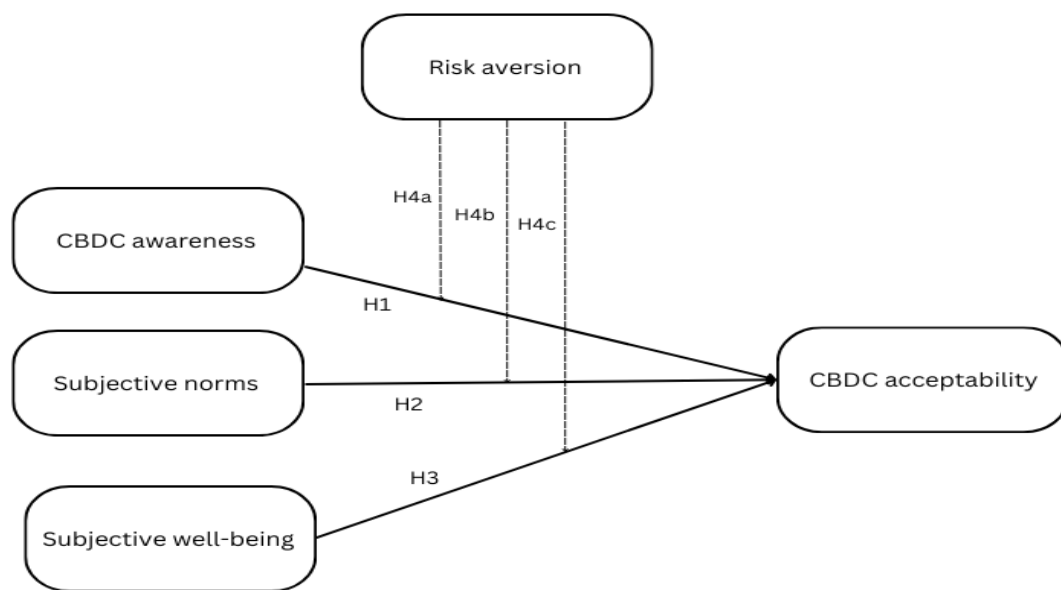 Risk aversion
H4a
H4b
H4c
CBDC awareness
H1
Subjective norms
H2
CBDC acceptability
H3
Subjective well-being